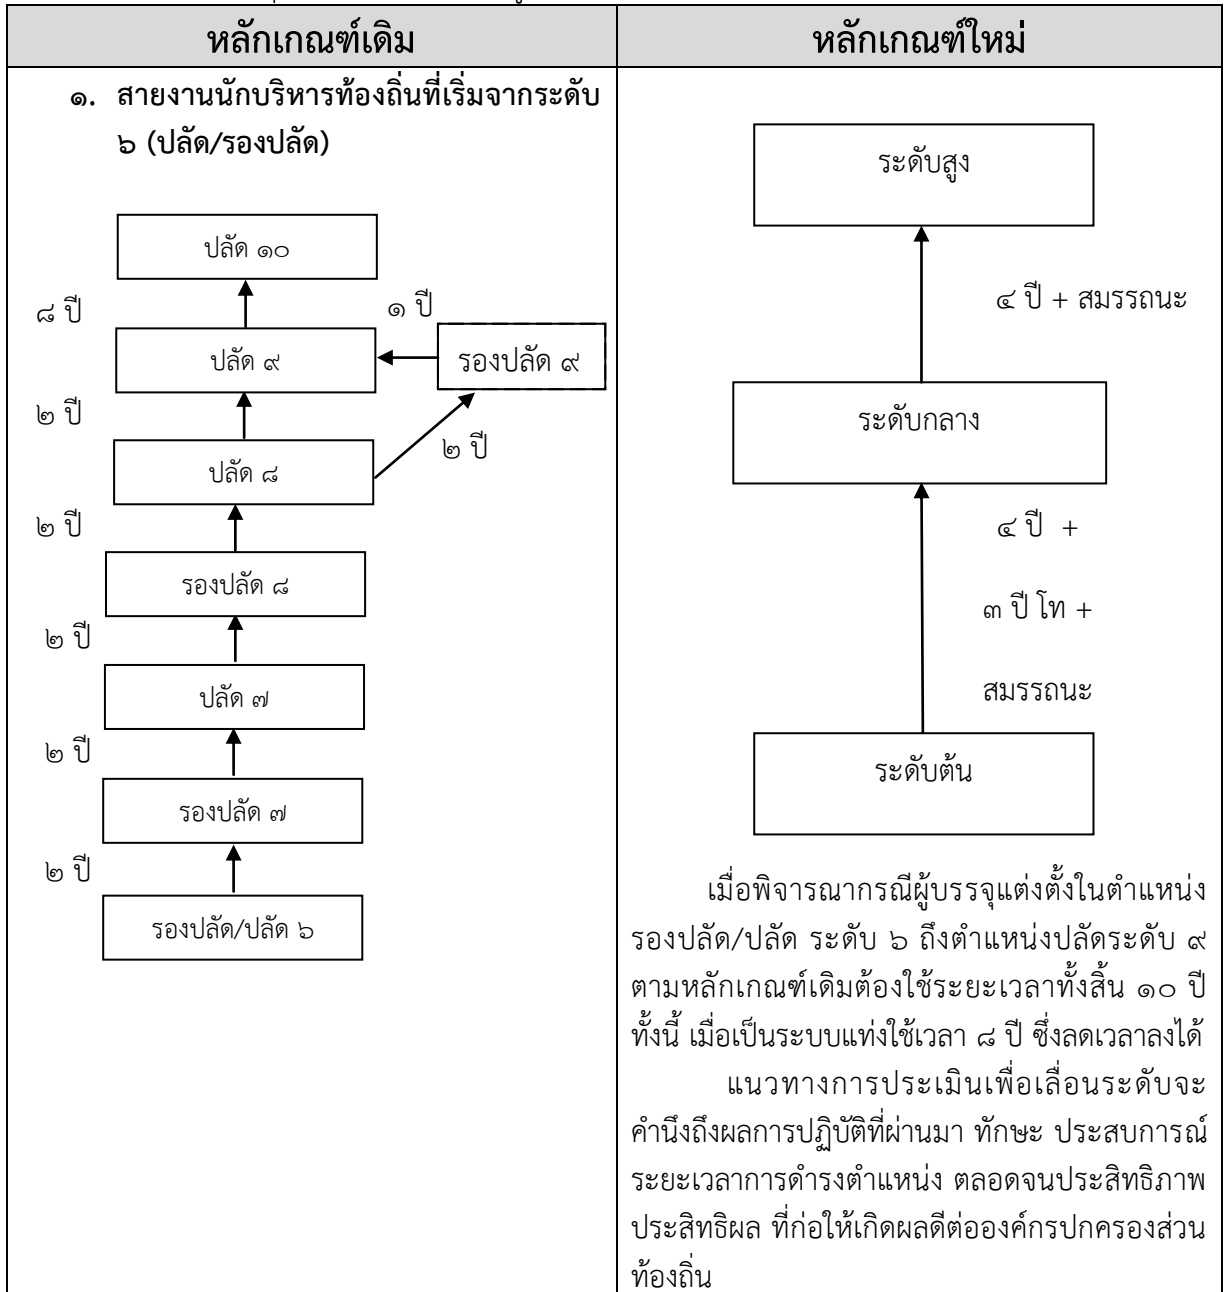 หลักเกณฑ์เดิม
หลักเกณฑ์ใหม่
๑. สายงานนักบริหารท้องถิ่นที่เริ่มจากระดับ
๖ (ปลัด/รองปลัด)
ปลัด ๑๐
๘ ปี
๑ ปี
ปลัด ๙
รองปลัด ๙
๒ ปี
๒ ปี
ปลัด ๘
๒ ปี
รองปลัด ๘
๒ ปี
ปลัด ๗
๒ ปี
รองปลัด ๗
๒ ปี
รองปลัด/ปลัด ๖
ระดับสูง
๔ ปี + สมรรถนะ
ระดับกลาง
๔ ปี +
๓ ปี โท +
สมรรถนะ
ระดับต้น
เมื่อพิจารณากรณีผู้บรรจุแต่งตั้งในตำแหน่ง
รองปลัด/ปลัด ระดับ ๖ ถึงตำแหน่งปลัดระดับ ๙
ตามหลักเกณฑ์เดิมต้องใช้ระยะเวลาทั้งสิ้น ๑๐ ปี
ทั้งนี้ เมื่อเป็นระบบแท่งใช้เวลา ๘ ปี ซึ่งลดเวลาลงได้
แนวทางการประเมินเพื่อเลื่อนระดับจะ
คำนึงถึงผลการปฏิบัติที่ผ่านมา ทักษะ ประสบการณ์
ระยะเวลาการดำรงตำแหน่ง ตลอดจนประสิทธิภาพ
ประสิทธิผล ที่ก่อให้เกิดผลดีต่อองค์กรปกครองส่วน
ท้องถิ่น